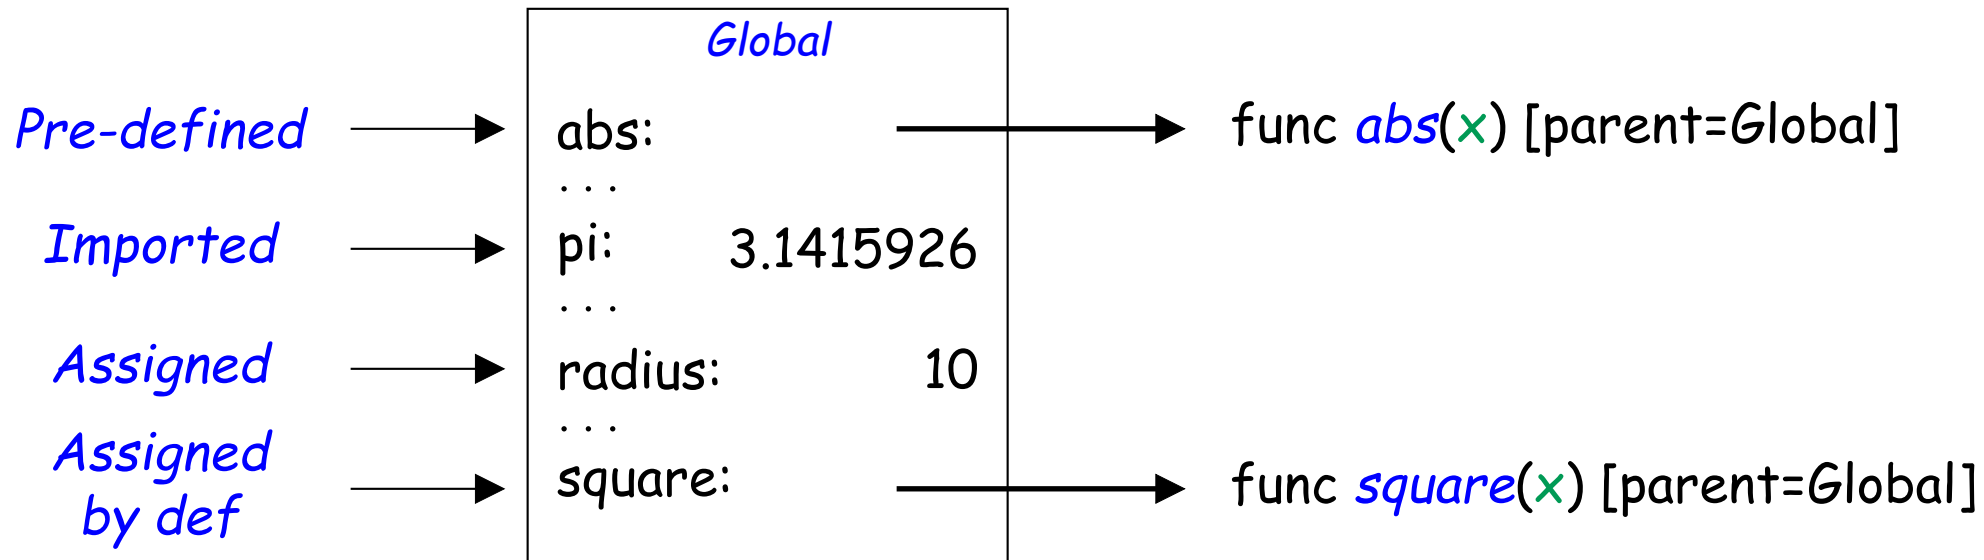 Global
Pre-defined abs: func abs(x) [parent=Global]
...
Imported pi: 3.1415926
...
Assigned radius: 10
...
Assigned
by def square: func square(x) [parent=Global]